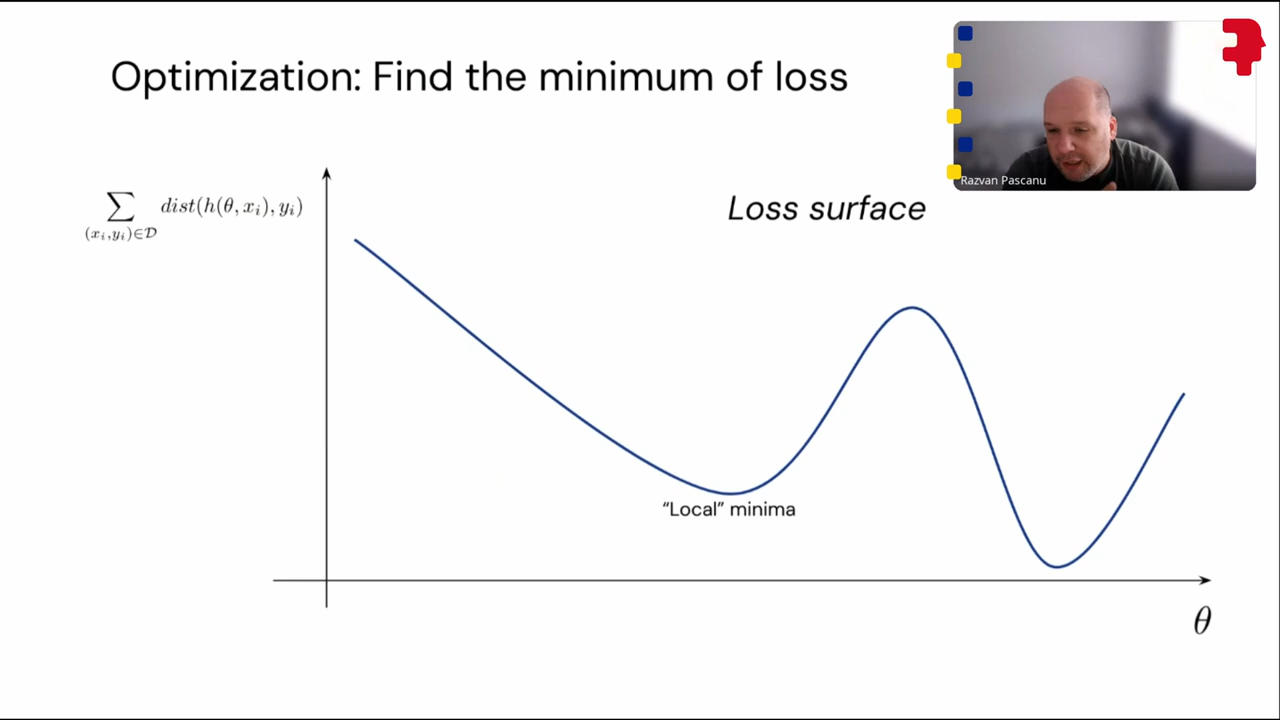 Optimization: Find the minimum of loss
Razvan Pascanu
∑ dist(h(θ, xᵢ), yᵢ)
(xᵢ,yᵢ)∈𝒟
Loss surface
“Local” minima
θ